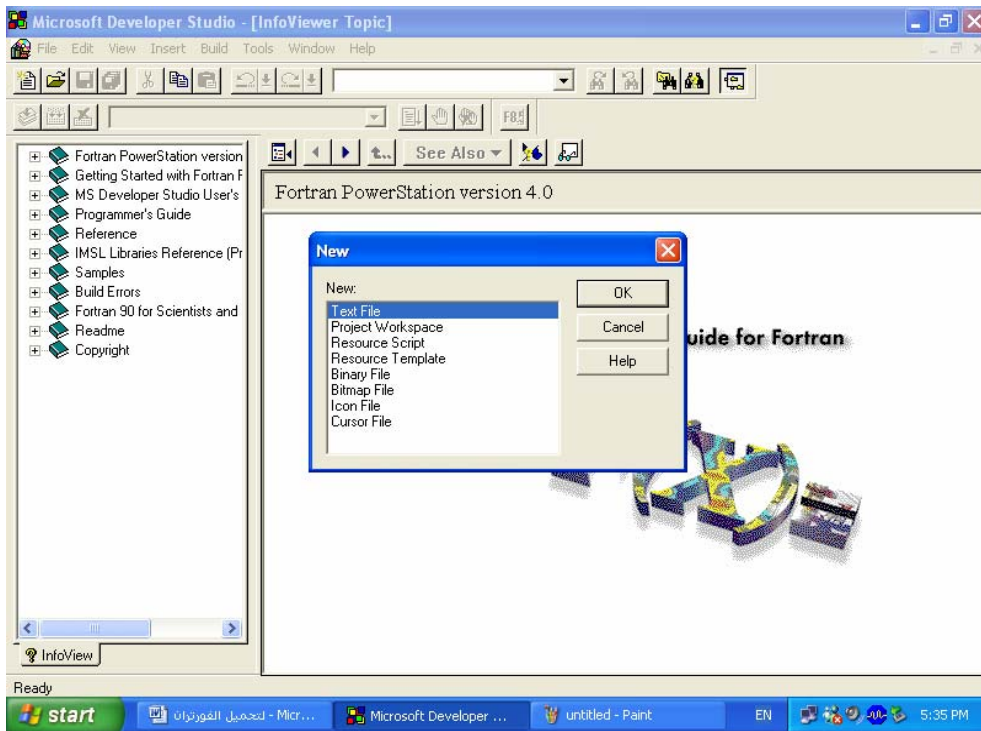 Microsoft Developer Studio - [InfoViewer Topic]
File Edit View Insert Build Tools Window Help
F8
See Also
Fortran PowerStation version
Getting Started with Fortran F
MS Developer Studio User's
Programmer's Guide
Reference
IMSL Libraries Reference (Pr
Samples
Build Errors
Fortran 90 for Scientists and
Readme
Copyright
InfoView
Fortran PowerStation version 4.0
uide for Fortran
New
New:
Text File
Project Workspace
Resource Script
Resource Template
Binary File
Bitmap File
Icon File
Cursor File
OK
Cancel
Help
Ready
start
لتحميل الفورتران - Micr...
Microsoft Developer ...
untitled - Paint
EN
5:35 PM